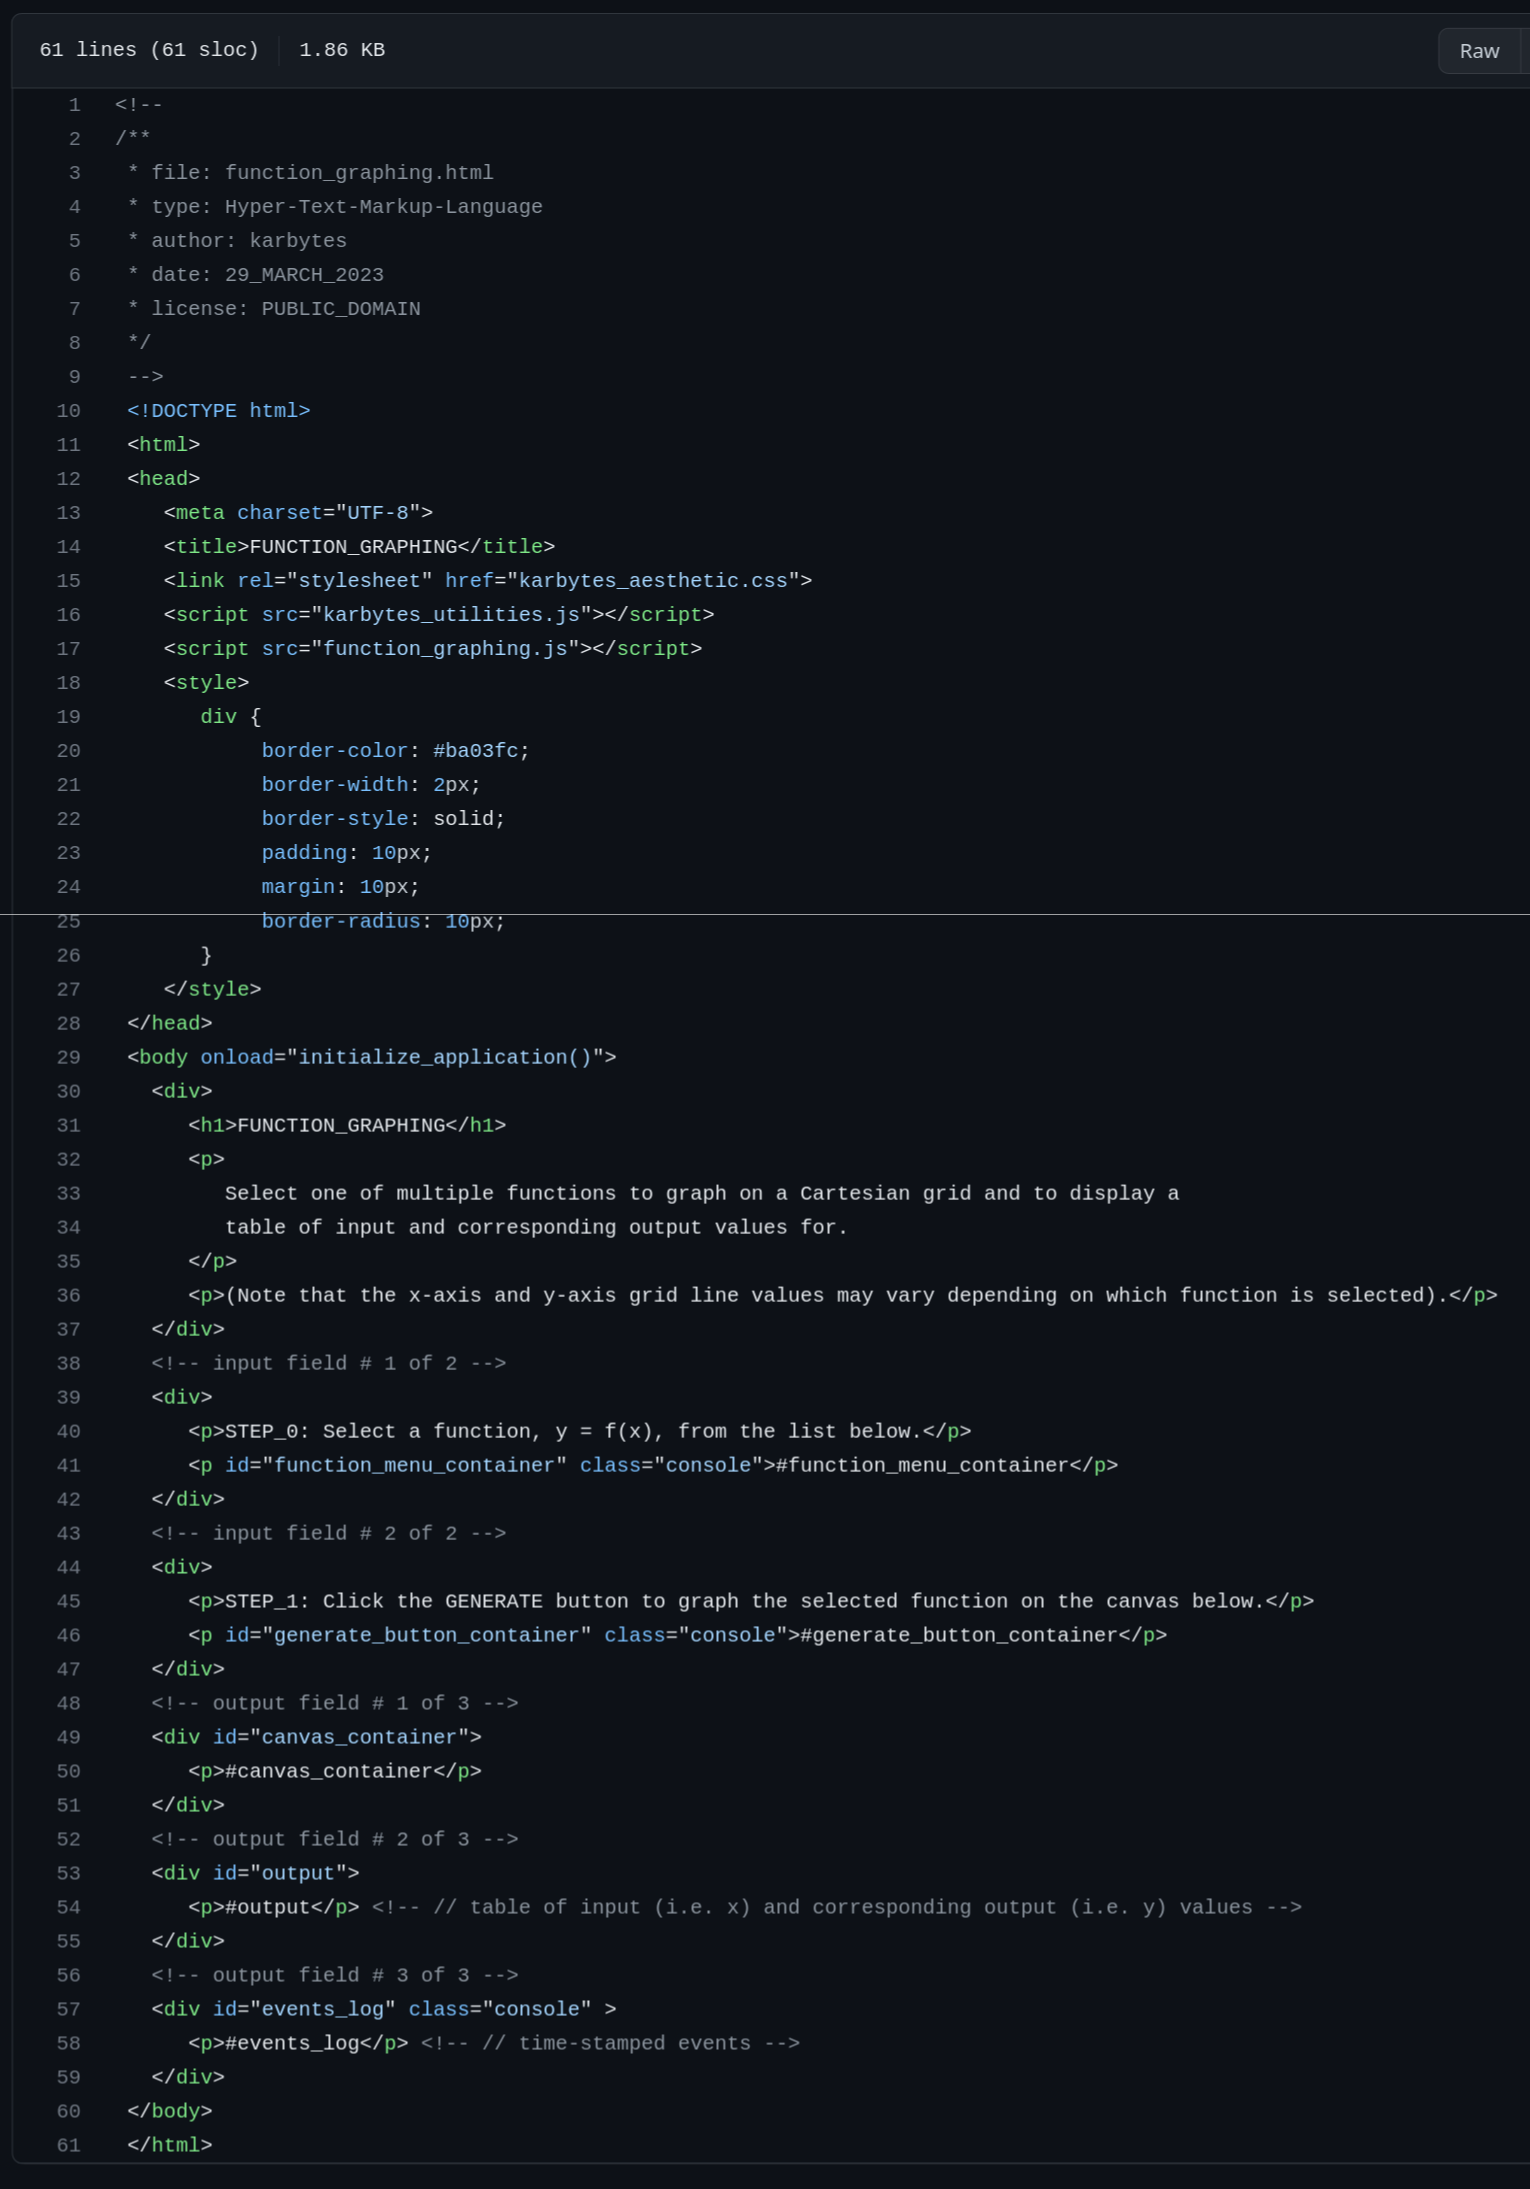 61 lines (61 sloc) 1.86 KB Raw
1 <!--
2 /**
3  * file: function_graphing.html
4  * type: Hyper-Text-Markup-Language
5  * author: karbytes
6  * date: 29_MARCH_2023
7  * license: PUBLIC_DOMAIN
8  */
9  -->
10  <!DOCTYPE html>
11  <html>
12  <head>
13     <meta charset="UTF-8">
14     <title>FUNCTION_GRAPHING</title>
15     <link rel="stylesheet" href="karbytes_aesthetic.css">
16     <script src="karbytes_utilities.js"></script>
17     <script src="function_graphing.js"></script>
18     <style>
19        div {
20             border-color: #ba03fc;
21             border-width: 2px;
22             border-style: solid;
23             padding: 10px;
24             margin: 10px;
25             border-radius: 10px;
26        }
27     </style>
28  </head>
29  <body onload="initialize_application()">
30    <div>
31       <h1>FUNCTION_GRAPHING</h1>
32       <p>
33          Select one of multiple functions to graph on a Cartesian grid and to display a
34          table of input and corresponding output values for.
35       </p>
36       <p>(Note that the x-axis and y-axis grid line values may vary depending on which function is selected).</p>
37    </div>
38    <!-- input field # 1 of 2 -->
39    <div>
40       <p>STEP_0: Select a function, y = f(x), from the list below.</p>
41       <p id="function_menu_container" class="console">#function_menu_container</p>
42    </div>
43    <!-- input field # 2 of 2 -->
44    <div>
45       <p>STEP_1: Click the GENERATE button to graph the selected function on the canvas below.</p>
46       <p id="generate_button_container" class="console">#generate_button_container</p>
47    </div>
48    <!-- output field # 1 of 3 -->
49    <div id="canvas_container">
50       <p>#canvas_container</p>
51    </div>
52    <!-- output field # 2 of 3 -->
53    <div id="output">
54       <p>#output</p> <!-- // table of input (i.e. x) and corresponding output (i.e. y) values -->
55    </div>
56    <!-- output field # 3 of 3 -->
57    <div id="events_log" class="console" >
58       <p>#events_log</p> <!-- // time-stamped events -->
59    </div>
60  </body>
61  </html>